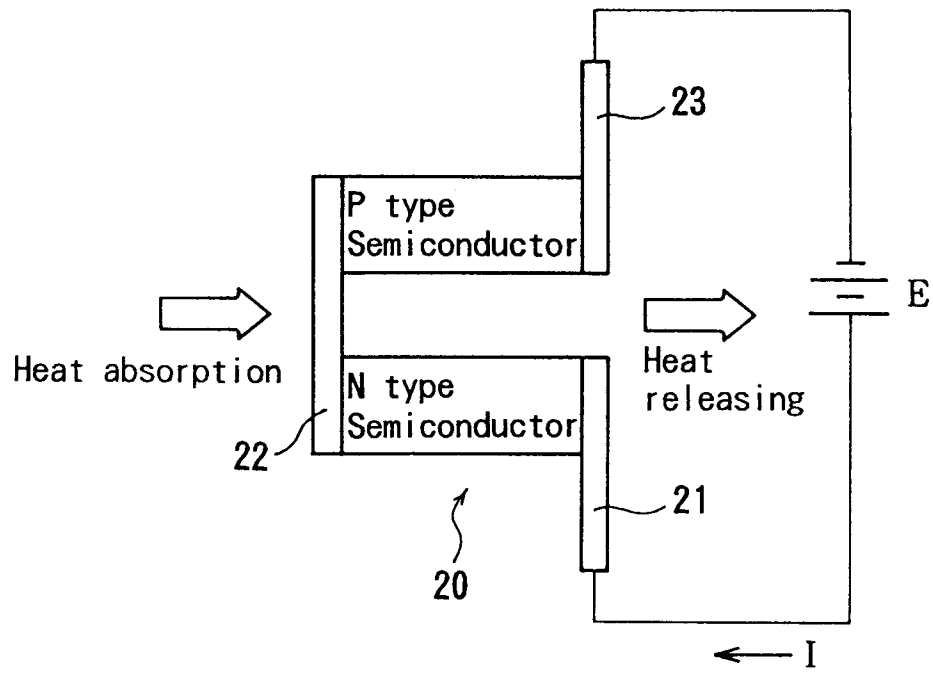 23
P type
Semiconductor
E
Heat absorption
Heat
releasing
N type
Semiconductor
22
21
20
I